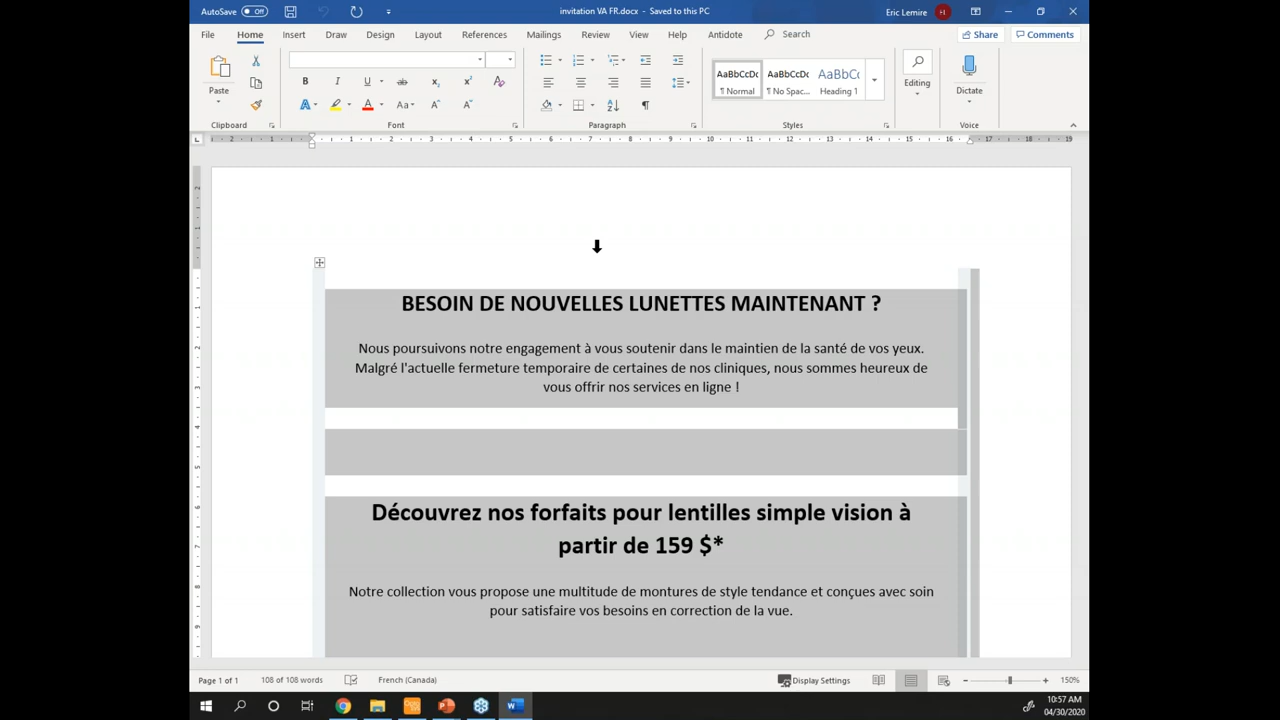 AutoSave Off
invitation VA FR.docx - Saved to this PC
Eric Lemire
File Home Insert Draw Design Layout References Mailings Review View Help Antidote Search Share Comments
Paste
Clipboard
Font
Paragraph
AaBbCcDc AaBbCcDc AaBbCc
¶ Normal ¶ No Spac... Heading 1
Styles
Editing
Dictate
Voice
BESOIN DE NOUVELLES LUNETTES MAINTENANT ?
Nous poursuivons notre engagement à vous soutenir dans le maintien de la santé de vos yeux.
Malgré l'actuelle fermeture temporaire de certaines de nos cliniques, nous sommes heureux de
vous offrir nos services en ligne !
Découvrez nos forfaits pour lentilles simple vision à
partir de 159 $*
Notre collection vous propose une multitude de montures de style tendance et conçues avec soin
pour satisfaire vos besoins en correction de la vue.
Page 1 of 1 108 of 108 words French (Canada) Display Settings 150%
10:57 AM
04/30/2020